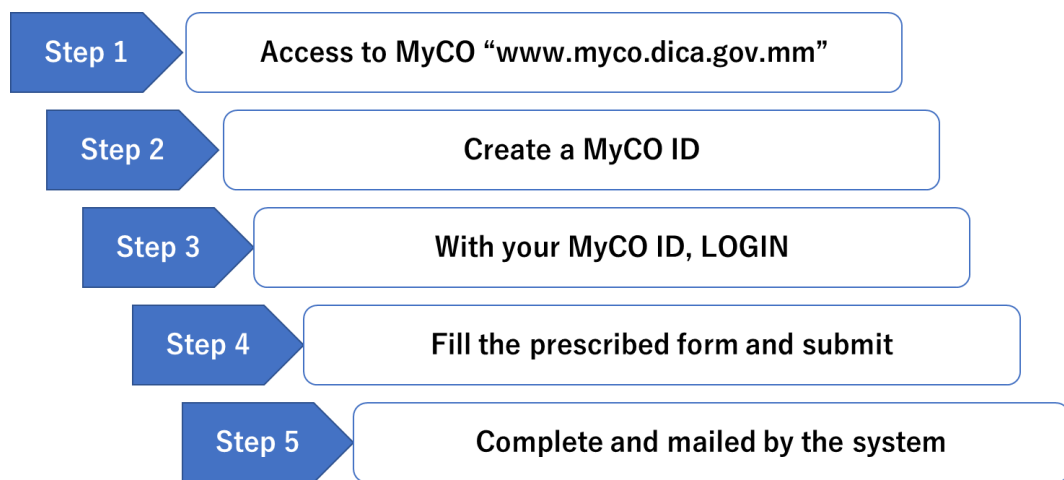 Step 1
Access to MyCO “www.myco.dica.gov.mm”
Step 2
Create a MyCO ID
Step 3
With your MyCO ID, LOGIN
Step 4
Fill the prescribed form and submit
Step 5
Complete and mailed by the system